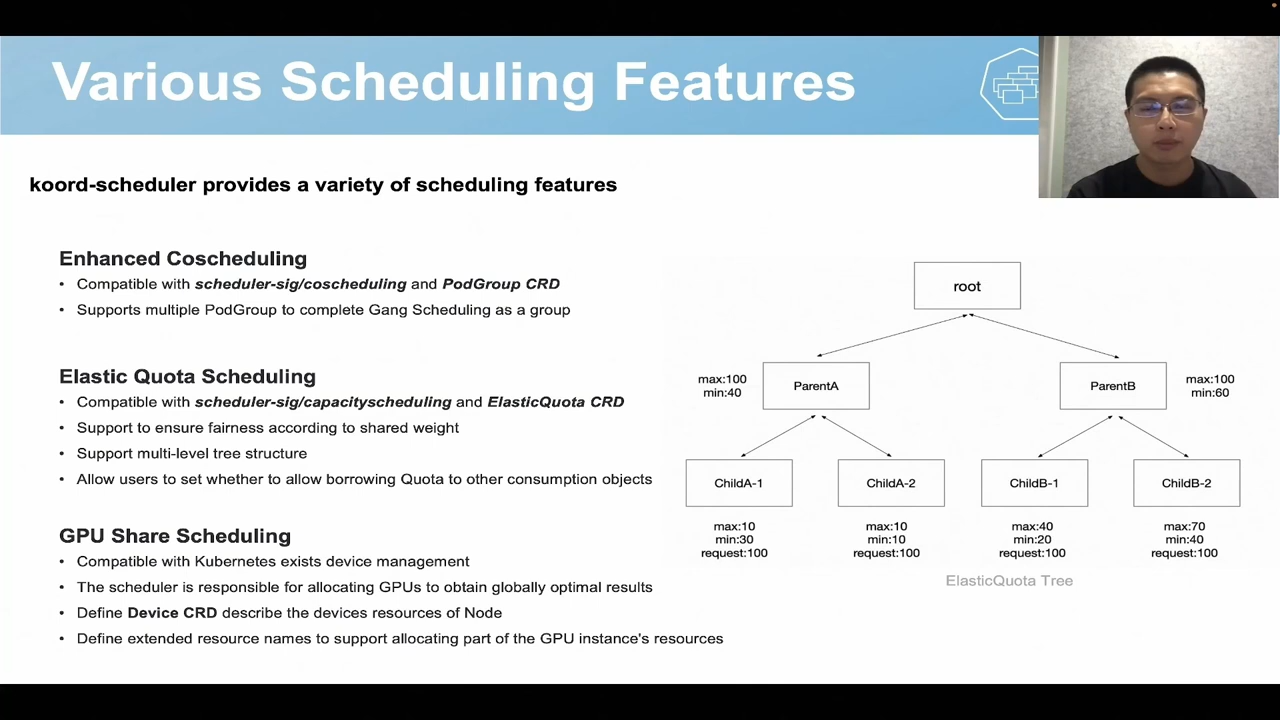 Various Scheduling Features
koord-scheduler provides a variety of scheduling features
Enhanced Coscheduling
• Compatible with scheduler-sig/coscheduling and PodGroup CRD
• Supports multiple PodGroup to complete Gang Scheduling as a group
Elastic Quota Scheduling
• Compatible with scheduler-sig/capacityscheduling and ElasticQuota CRD
• Support to ensure fairness according to shared weight
• Support multi-level tree structure
• Allow users to set whether to allow borrowing Quota to other consumption objects
GPU Share Scheduling
• Compatible with Kubernetes exists device management
• The scheduler is responsible for allocating GPUs to obtain globally optimal results
• Define Device CRD describe the devices resources of Node
• Define extended resource names to support allocating part of the GPU instance's resources
root
max:100
min:40
ParentA
ParentB
max:100
min:60
ChildA-1
ChildA-2
ChildB-1
ChildB-2
max:10
min:30
request:100
max:10
min:10
request:100
max:40
min:20
request:100
max:70
min:40
request:100
ElasticQuota Tree